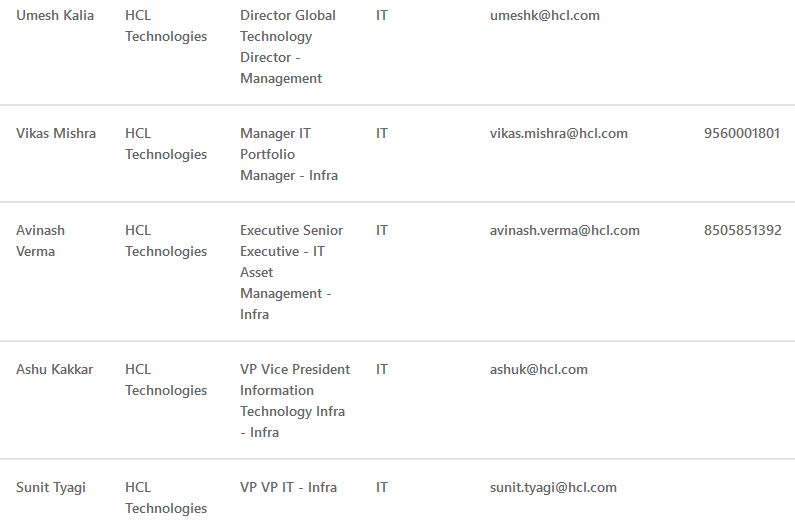 Umesh Kalia HCL Director Global IT umeshk@hcl.com
Technologies Technology
Director -
Management
Vikas Mishra HCL Manager IT IT vikas.mishra@hcl.com 9560001801
Technologies Portfolio
Manager - Infra
Avinash HCL Executive Senior IT avinash.verma@hcl.com 8505851392
Verma Technologies Executive - IT
Asset
Management -
Infra
Ashu Kakkar HCL VP Vice President IT ashuk@hcl.com
Technologies Information
Technology Infra
- Infra
Sunit Tyagi HCL VP VP IT - Infra IT sunit.tyagi@hcl.com
Technologies